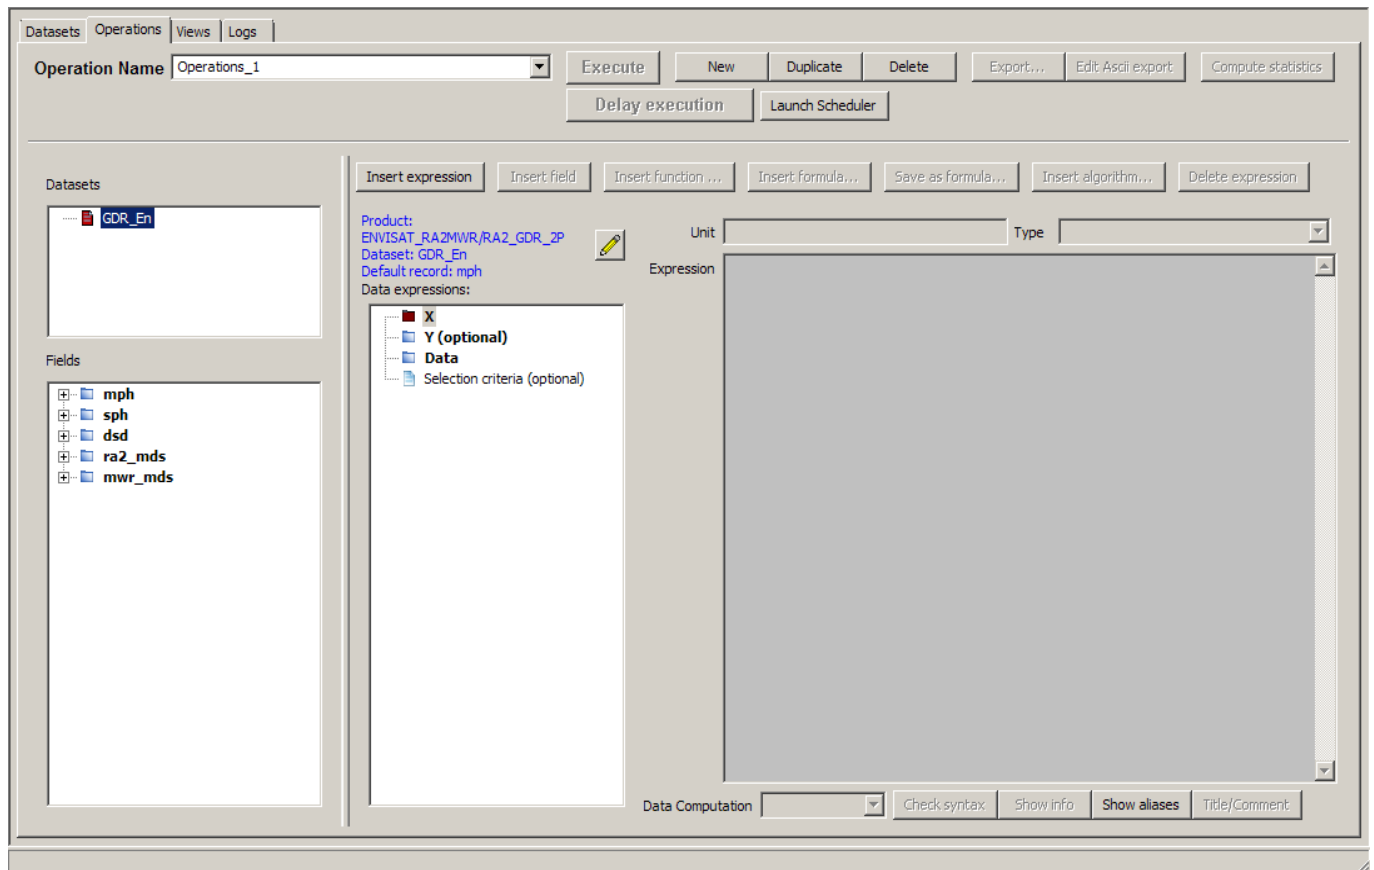 Datasets Operations Views Logs
Operation Name Operations_1 Execute New Duplicate Delete Export... Edit Ascii export Compute statistics
Delay execution Launch Scheduler
Insert expression Insert field Insert function ... Insert formula... Save as formula... Insert algorithm... Delete expression
Datasets
GDR_En
Fields
mph
sph
dsd
ra2_mds
mwr_mds
Product:
ENVISAT_RA2MWR/RA2_GDR_2P
Dataset: GDR_En
Default record: mph
Data expressions:
X
Y (optional)
Data
Selection criteria (optional)
Unit Type
Expression
Data Computation Check syntax Show info Show aliases Title/Comment